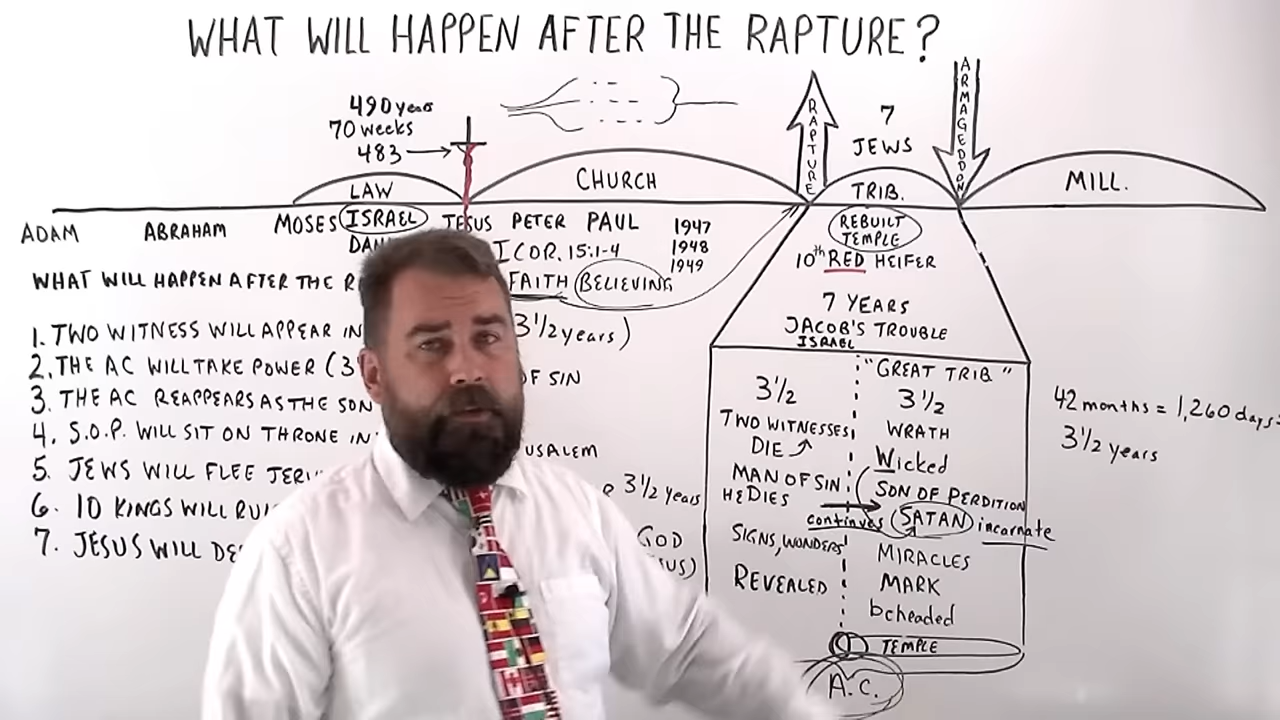 WHAT WILL HAPPEN AFTER THE RAPTURE?
490 years
70 weeks
483
LAW
CHURCH
RAPTURE
7
JEWS
TRIB.
ARMAGEDDON
MILL.
ADAM
ABRAHAM
MOSES
ISRAEL
JESUS
PETER
PAUL
I COR. 15:1-4
FAITH
BELIEVING
1947
1948
1949
WHAT WILL HAPPEN AFTER THE
1. TWO WITNESS WILL APPEAR IN
3 1/2 years)
2. THE AC WILL TAKE POWER (3
OF SIN
3. THE AC REAPPEARS AS THE SON
4. S.O.P. WILL SIT ON THRONE IN
5. JEWS WILL FLEE
6. 10 KINGS WILL
3 1/2 years
7. JESUS WILL
GOD
REBUILT
TEMPLE
10th RED HEIFER
7 YEARS
JACOB'S TROUBLE
ISRAEL
"GREAT TRIB"
3 1/2
TWO WITNESSES
DIE
MAN OF SIN
HE DIES
continues
SIGNS, WONDERS
REVEALED
3 1/2
WRATH
Wicked
SON OF PERDITION
SATAN incarnate
MIRACLES
MARK
beheaded
TEMPLE
A.C.
42 months = 1,260 days=
3 1/2 years